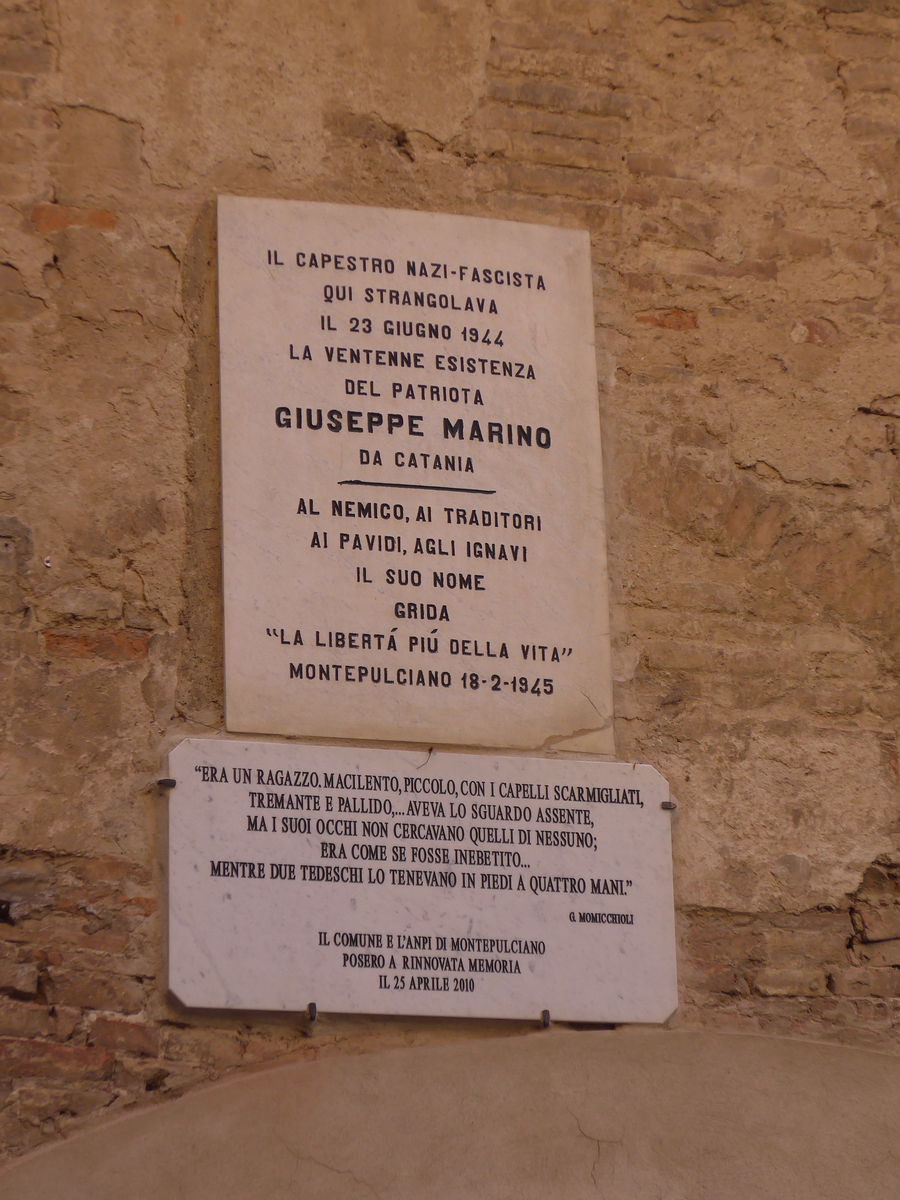 IL CAPESTRO NAZI-FASCISTA
QUI STRANGOLAVA
IL 23 GIUGNO 1944
LA VENTENNE ESISTENZA
DEL PATRIOTA
GIUSEPPE MARINO
DA CATANIA
AL NEMICO, AI TRADITORI
AI PAVIDI, AGLI IGNAVI
IL SUO NOME
GRIDA
"LA LIBERTÁ PIÚ DELLA VITA"
MONTEPULCIANO 18-2-1945
"ERA UN RAGAZZO. MACILENTO, PICCOLO, CON I CAPELLI SCARMIGLIATI,
TREMANTE E PALLIDO,...AVEVA LO SGUARDO ASSENTE,
MA I SUOI OCCHI NON CERCAVANO QUELLI DI NESSUNO;
ERA COME SE FOSSE INEBETITO...
MENTRE DUE TEDESCHI LO TENEVANO IN PIEDI A QUATTRO MANI."
G. MOMICCHIOLI
IL COMUNE E L'ANPI DI MONTEPULCIANO
POSERO A RINNOVATA MEMORIA
IL 25 APRILE 2010